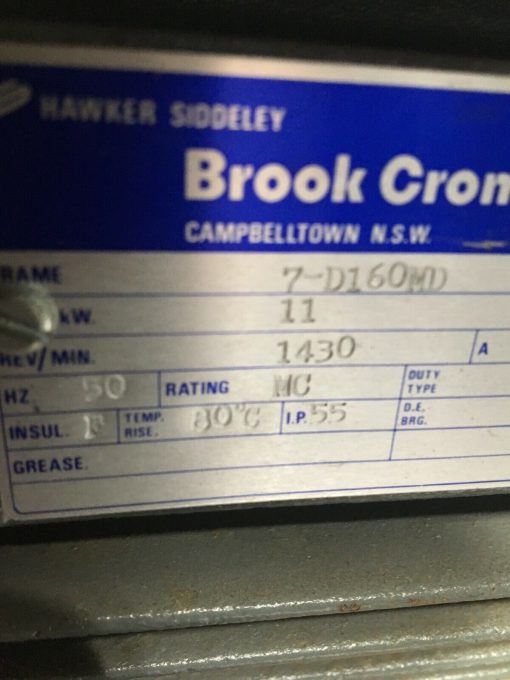 HAWKER SIDDELEY
Brook Crom
CAMPBELLTOWN N.S.W.
RAME 7-D160MD
kW. 11
REV/MIN. 1430 A
HZ. 50 RATING MC DUTY TYPE
INSUL. F TEMP. RISE. 80°C I.P. 55 D.E. BRG.
GREASE.